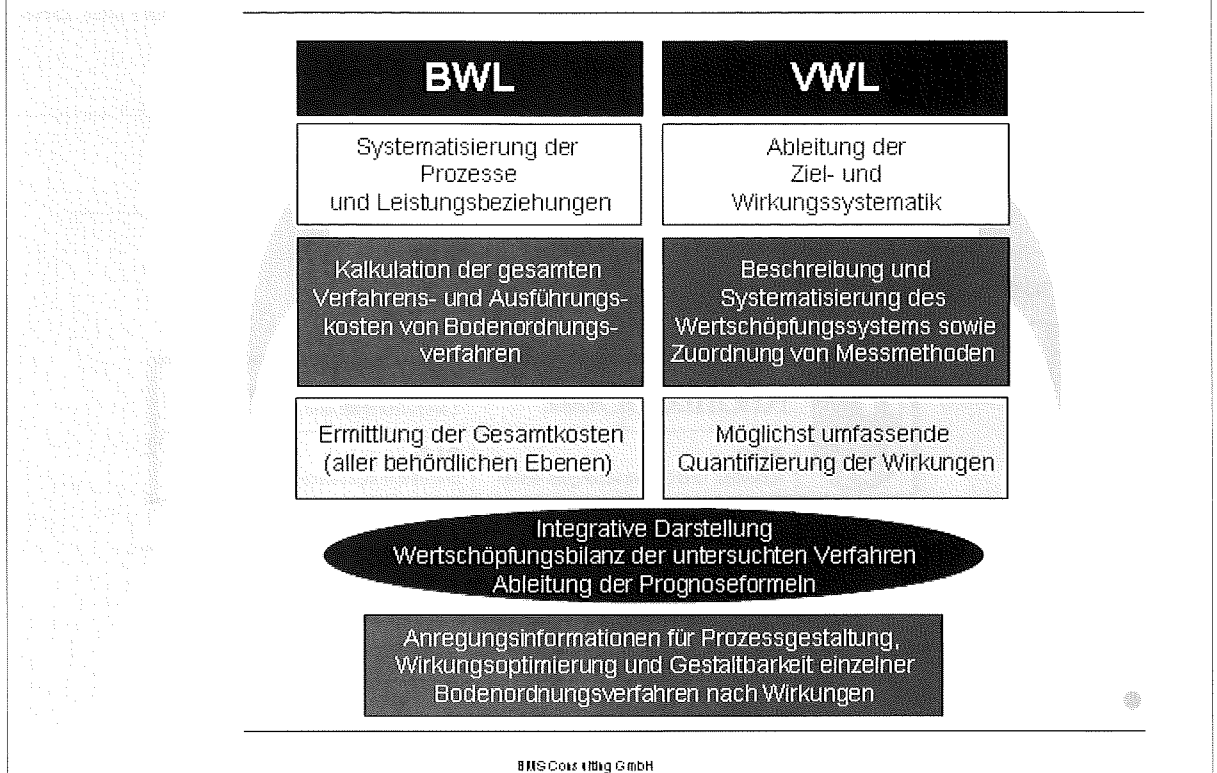 BWL
Systematisierung der
Prozesse
und Leistungsbeziehungen
Kalkulation der gesamten
Verfahrens- und Ausführungs-
kosten von Bodenordnungs-
verfahren
Ermittlung der Gesamtkosten
(aller behördlichen Ebenen)
VWL
Ableitung der
Ziel- und
Wirkungssystematik
Beschreibung und
Systematisierung des
Wertschöpfungssystems sowie
Zuordnung von Messmethoden
Möglichst umfassende
Quantifizierung der Wirkungen
Integrative Darstellung
Wertschöpfungsbilanz der untersuchten Verfahren
Ableitung der Prognoseformeln
Anregungsinformationen für Prozessgestaltung,
Wirkungsoptimierung und Gestaltbarkeit einzelner
Bodenordnungsverfahren nach Wirkungen
BMS Consulting GmbH